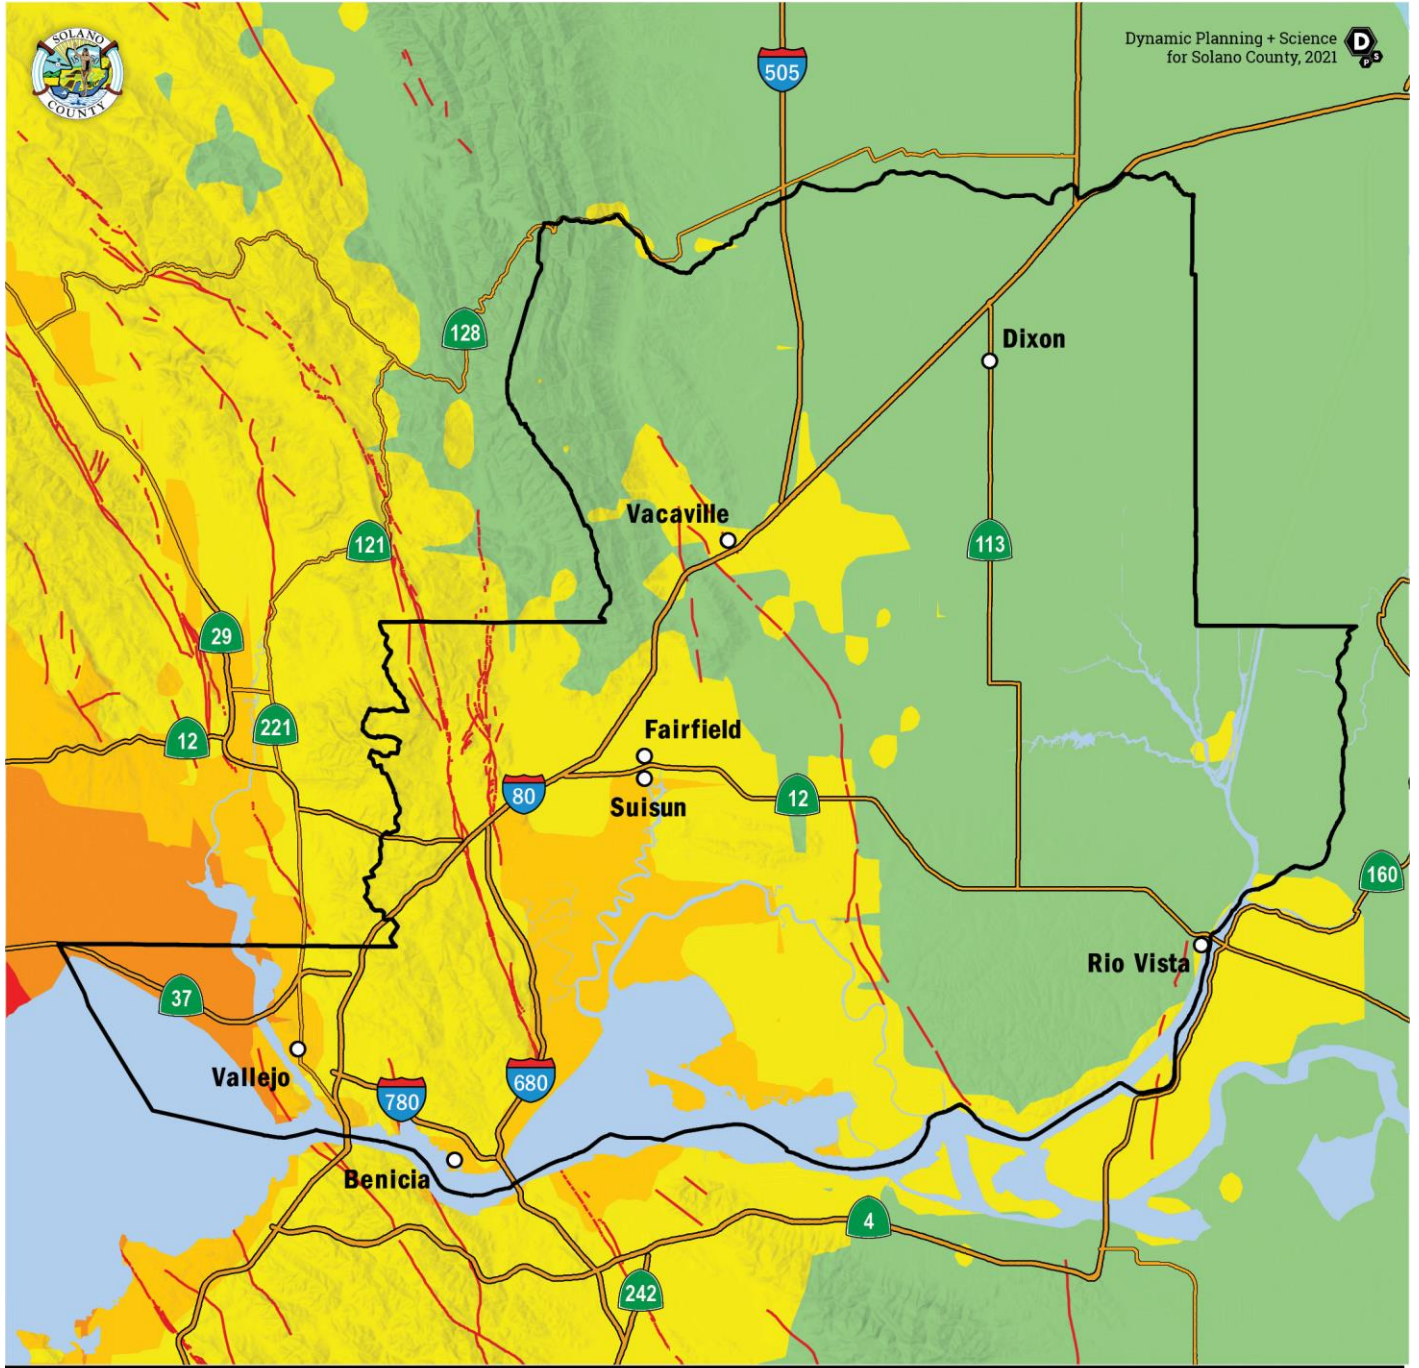 SOLANO
COUNTY
Dynamic Planning + Science
for Solano County, 2021
D
P S
505
128
Dixon
Vacaville
121
113
29
221
12
Fairfield
80
Suisun
12
160
37
Rio Vista
Vallejo
780
680
Benicia
4
242